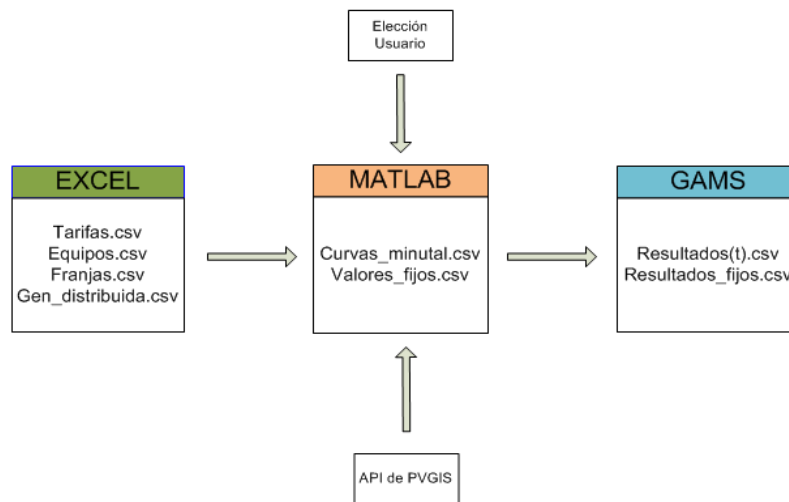 Elección
Usuario
EXCEL
Tarifas.csv
Equipos.csv
Franjas.csv
Gen_distribuida.csv
MATLAB
Curvas_minutal.csv
Valores_fijos.csv
GAMS
Resultados(t).csv
Resultados_fijos.csv
API de PVGIS